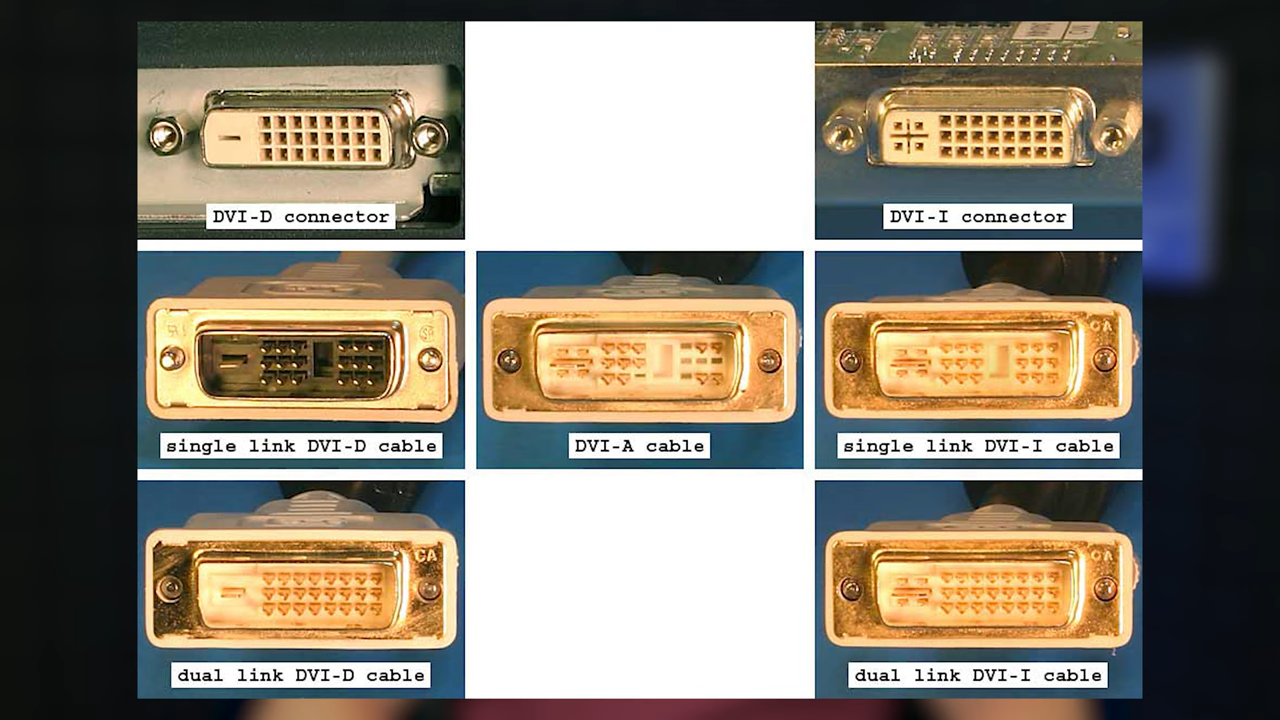 DVI-D connector
DVI-I connector
single link DVI-D cable
DVI-A cable
single link DVI-I cable
dual link DVI-D cable
dual link DVI-I cable